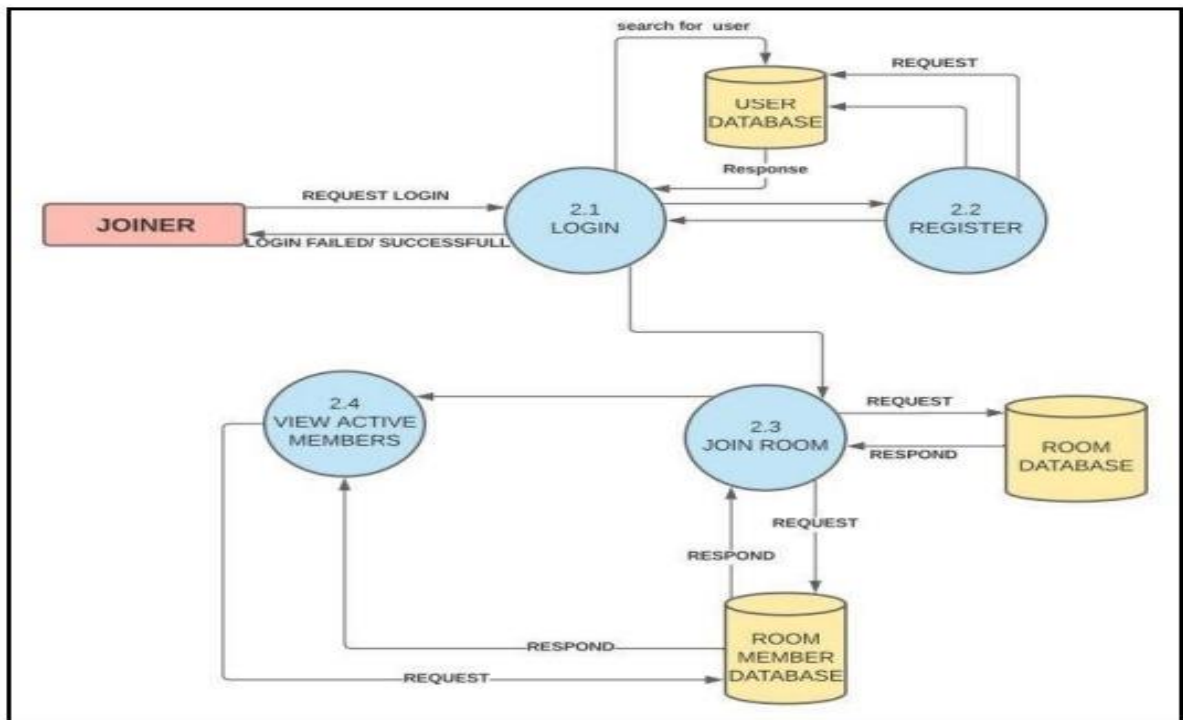 search for user
REQUEST
USER
DATABASE
Response
REQUEST LOGIN
JOINER
LOGIN FAILED/ SUCCESSFULL
2.1
LOGIN
2.2
REGISTER
2.4
VIEW ACTIVE
MEMBERS
2.3
JOIN ROOM
REQUEST
RESPOND
ROOM
DATABASE
REQUEST
RESPOND
ROOM
MEMBER
DATABASE
RESPOND
REQUEST